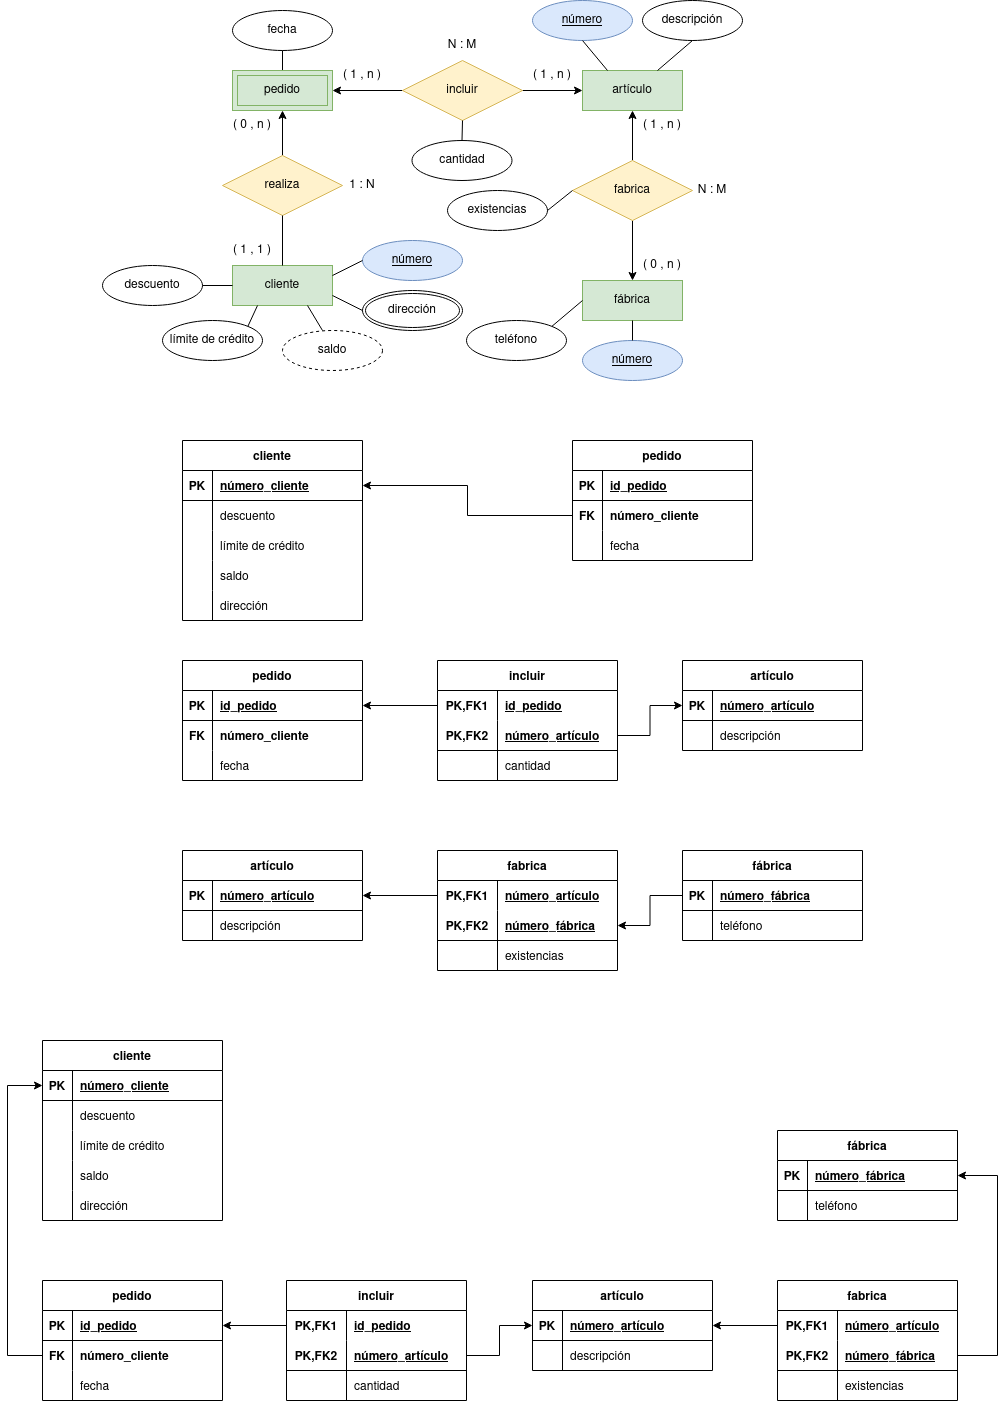 fecha
número
descripción
N : M
pedido
( 1 , n )
incluir
( 1 , n )
artículo
( 0 , n )
( 1 , n )
cantidad
realiza
1 : N
fabrica
N : M
existencias
( 1 , 1 )
número
( 0 , n )
descuento
cliente
dirección
fábrica
límite de crédito
saldo
teléfono
número
cliente
PK número_cliente
descuento
límite de crédito
saldo
dirección
pedido
PK id_pedido
FK número_cliente
fecha
pedido
PK id_pedido
FK número_cliente
fecha
incluir
PK,FK1 id_pedido
PK,FK2 número_artículo
cantidad
artículo
PK número_artículo
descripción
artículo
PK número_artículo
descripción
fabrica
PK,FK1 número_artículo
PK,FK2 número_fábrica
existencias
fábrica
PK número_fábrica
teléfono
cliente
PK número_cliente
descuento
límite de crédito
saldo
dirección
fábrica
PK número_fábrica
teléfono
pedido
PK id_pedido
FK número_cliente
fecha
incluir
PK,FK1 id_pedido
PK,FK2 número_artículo
cantidad
artículo
PK número_artículo
descripción
fabrica
PK,FK1 número_artículo
PK,FK2 número_fábrica
existencias